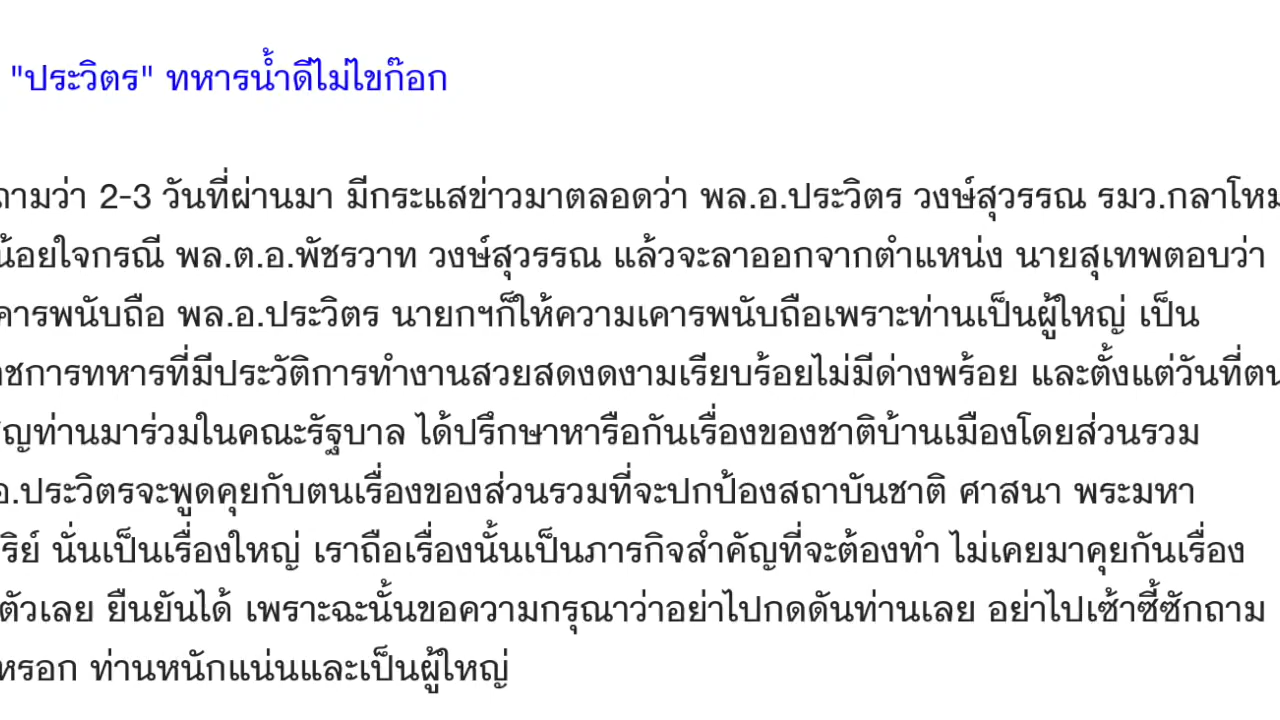 "ประวิตร" ทหารน้ำดีไม่ไขก๊อก
2-3 วันที่ผ่านมา มีกระแสข่าวมาตลอดว่า พล.อ.ประวิตร วงษ์สุวรรณ รมว.กลาโหม
น้อยใจกรณี พล.ต.อ.พัชรวาท วงษ์สุวรรณ แล้วจะลาออกจากตำแหน่ง นายสุเทพตอบว่า
คารพนับถือ พล.อ.ประวิตร นายกฯก็ให้ความเคารพนับถือเพราะท่านเป็นผู้ใหญ่ เป็น
ชการทหารที่มีประวัติการทำงานสวยสดงดงามเรียบร้อยไม่มีด่างพร้อย และตั้งแต่วันที่ตน
ญท่านมาร่วมในคณะรัฐบาล ได้ปรึกษาหารือกันเรื่องของชาติบ้านเมืองโดยส่วนรวม
อ.ประวิตรจะพูดคุยกับตนเรื่องของส่วนรวมที่จะปกป้องสถาบันชาติ ศาสนา พระมหา
ริย์ นั่นเป็นเรื่องใหญ่ เราถือเรื่องนั้นเป็นภารกิจสำคัญที่จะต้องทำ ไม่เคยมาคุยกันเรื่อง
ตัวเลย ยืนยันได้ เพราะฉะนั้นขอความกรุณาว่าอย่าไปกดดันท่านเลย อย่าไปเซ้าซี้ซักถาม
หรอก ท่านหนักแน่นและเป็นผู้ใหญ่